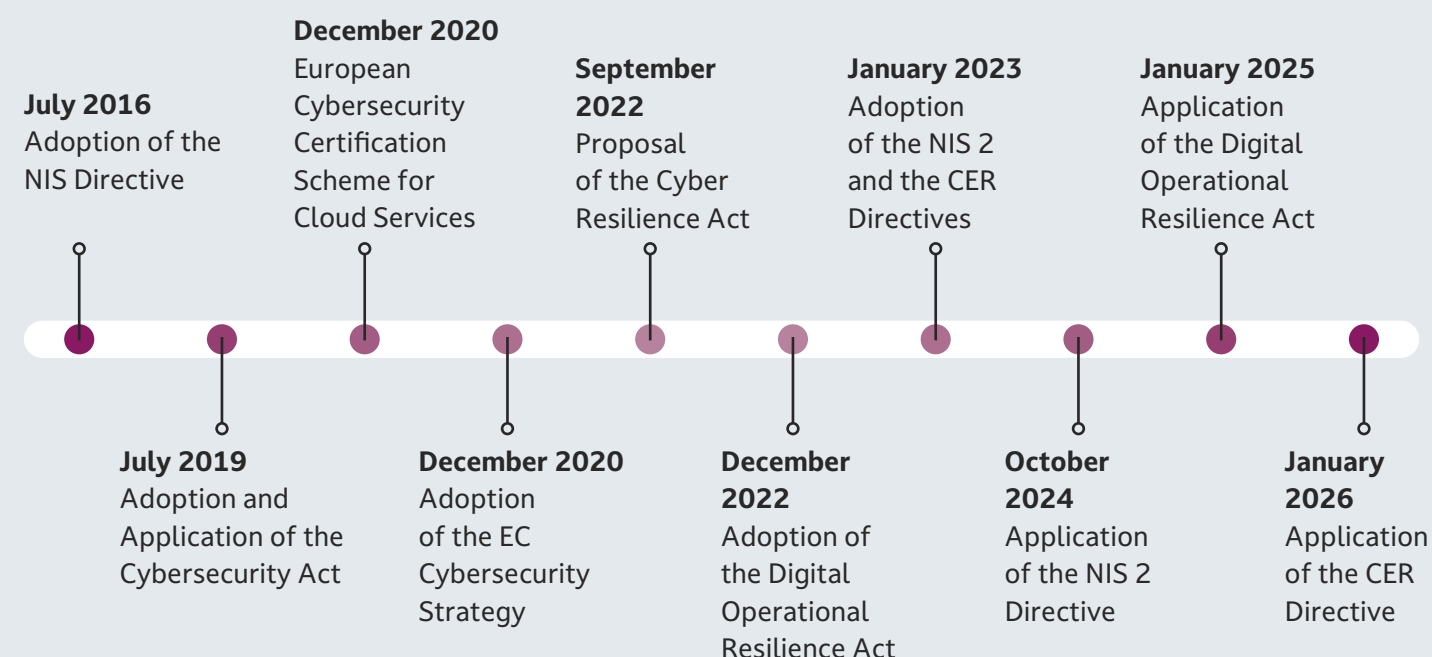 July 2016
Adoption of the
NIS Directive
July 2019
Adoption and
Application of the
Cybersecurity Act
December 2020
European
Cybersecurity
Certification
Scheme for
Cloud Services
December 2020
Adoption
of the EC
Cybersecurity
Strategy
September
2022
Proposal
of the Cyber
Resilience Act
December
2022
Adoption of
the Digital
Operational
Resilience Act
January 2023
Adoption
of the NIS 2
and the CER
Directives
October
2024
Application
of the NIS 2
Directive
January 2025
Application
of the Digital
Operational
Resilience Act
January
2026
Application
of the CER
Directive